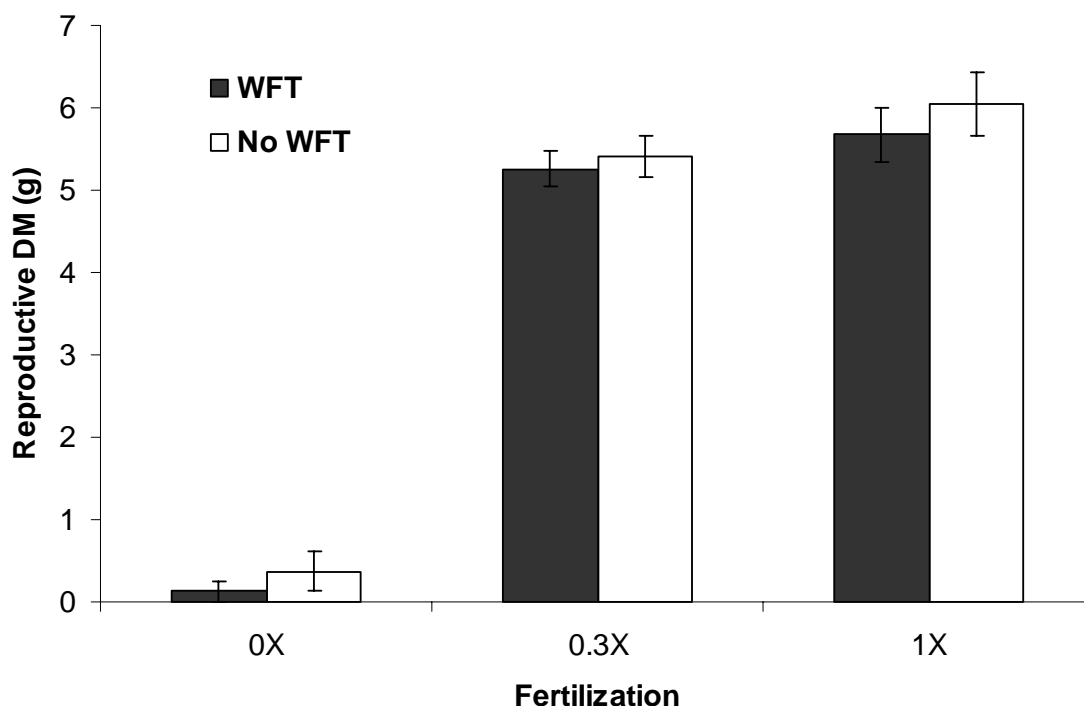 7
6
5
4
3
2
1
0
Reproductive DM (g)
WFT
No WFT
0X 0.3X 1X
Fertilization